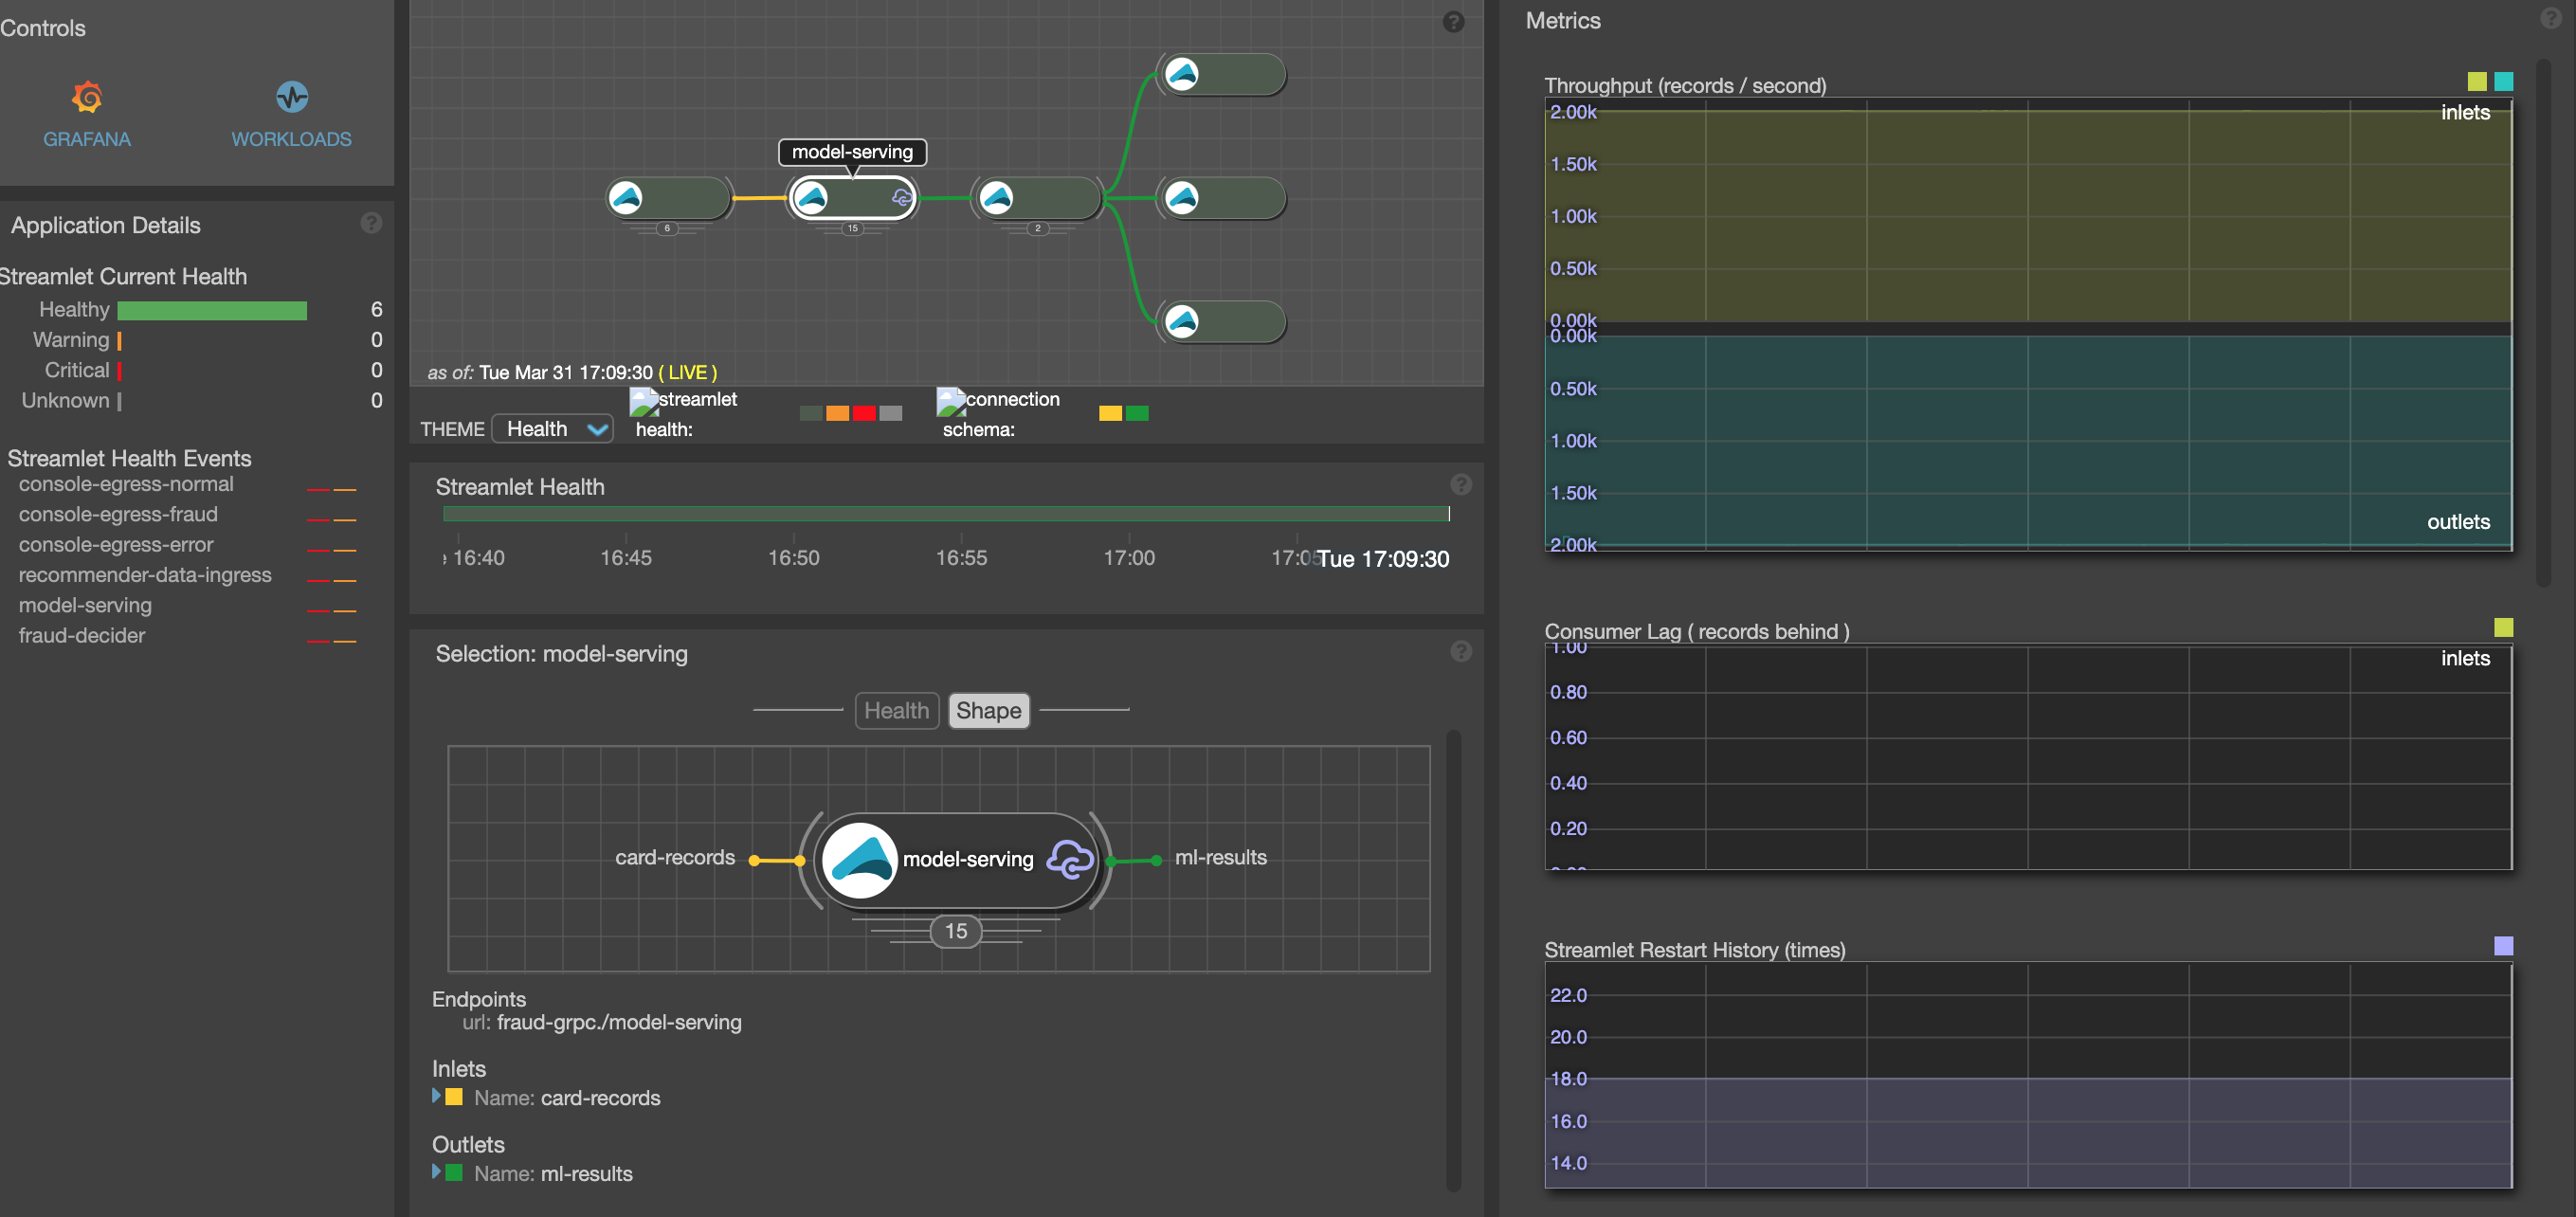 Controls
GRAFANA
WORKLOADS
Application Details
?
Streamlet Current Health
Healthy 6
Warning 0
Critical 0
Unknown 0
Streamlet Health Events
console-egress-normal
console-egress-fraud
console-egress-error
recommender-data-ingress
model-serving
fraud-decider
?
model-serving
6
15
2
as of: Tue Mar 31 17:09:30 ( LIVE )
THEME Health
streamlet
health:
connection
schema:
Streamlet Health
?
16:40 16:45 16:50 16:55 17:00 17:05 Tue 17:09:30
Selection: model-serving
?
Health Shape
card-records model-serving ml-results
15
Endpoints
url: fraud-grpc./model-serving
Inlets
Name: card-records
Outlets
Name: ml-results
Metrics
?
Throughput (records / second)
2.00k
inlets
1.50k
1.00k
0.50k
0.00k
0.00k
0.50k
1.00k
1.50k
outlets
2.00k
Consumer Lag ( records behind )
1.00
inlets
0.80
0.60
0.40
0.20
Streamlet Restart History (times)
22.0
20.0
18.0
16.0
14.0